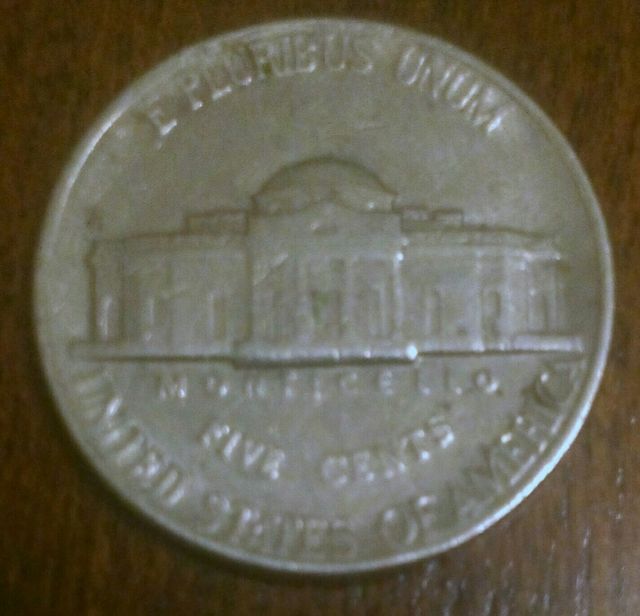 E PLURIBUS UNUM
MONTICELLO
FIVE CENTS
UNITED STATES OF AMERICA